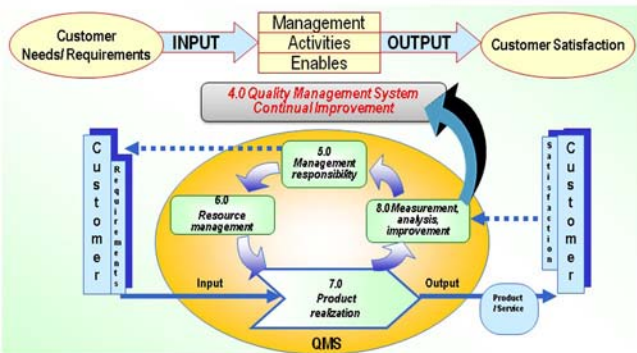 Customer
Needs/ Requirements
INPUT
Management
Activities
Enables
OUTPUT
Customer Satisfaction
4.0 Quality Management System
Continual Improvement
Customer
Requirements
5.0
Management
responsibility
6.0
Resource
management
8.0 Measurement,
analysis,
improvement
Satisfaction
Customer
Input
7.0
Product
realization
Output
Product
/ Service
QMS